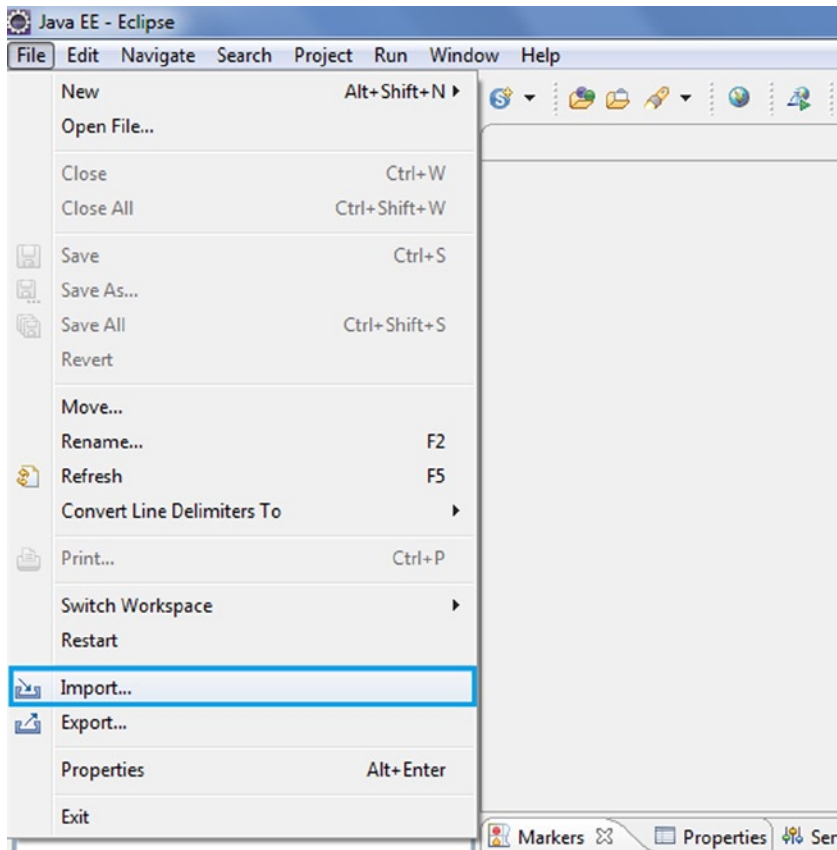 Java EE - Eclipse
File Edit Navigate Search Project Run Window Help
New Alt+Shift+N
Open File...
Close Ctrl+W
Close All Ctrl+Shift+W
Save Ctrl+S
Save As...
Save All Ctrl+Shift+S
Revert
Move...
Rename... F2
Refresh F5
Convert Line Delimiters To
Print... Ctrl+P
Switch Workspace
Restart
Import...
Export...
Properties Alt+Enter
Exit
Markers Properties Ser